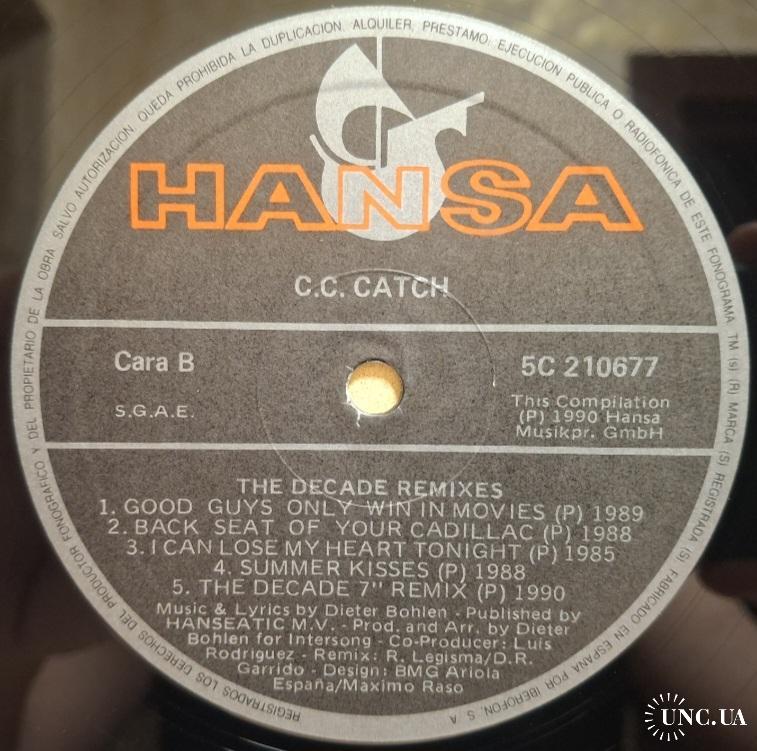 REGISTRADOS LOS DERECHOS DEL PRODUCTOR FONOGRAFICO Y DEL PROPIETARIO DE LA OBRA. SALVO AUTORIZACION, QUEDA PROHIBIDA LA DUPLICACION, ALQUILER, PRESTAMO, EJECUCION PUBLICA O RADIOFONICA DE ESTE FONOGRAMA. TM (s) (R) MARCA (S) REGISTRADA (S) FABRICADO EN ESPAÑA FOR IBEROFON, S.A
HANSA
C.C. CATCH
Cara B
5C 210677
S.G.A.E.
This Compilation
(P) 1990 Hansa
Musikpr. GmbH
THE DECADE REMIXES
1. GOOD GUYS ONLY WIN IN MOVIES (P) 1989
2. BACK SEAT OF YOUR CADILLAC (P) 1988
3. I CAN LOSE MY HEART TONIGHT (P) 1985
4. SUMMER KISSES (P) 1988
5. THE DECADE 7" REMIX (P) 1990
Music & Lyrics by Dieter Bohlen - Published by
HANSEATIC M.V. - Prod. and Arr. by Dieter
Bohlen for Intersong - Co-Producer: Luis
Rodriguez - Remix: R. Legisma/D.R.
Garrido - Design: BMG Ariola
España/Maximo Raso
UNC.UA